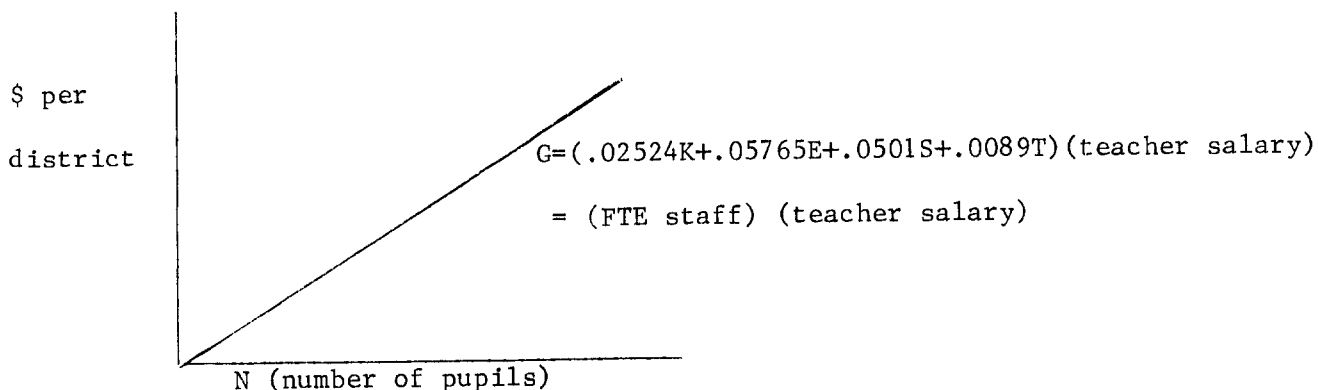 $ per
district
G=(.02524K+.05765E+.0501S+.0089T)(teacher salary)
= (FTE staff) (teacher salary)
N (number of pupils)